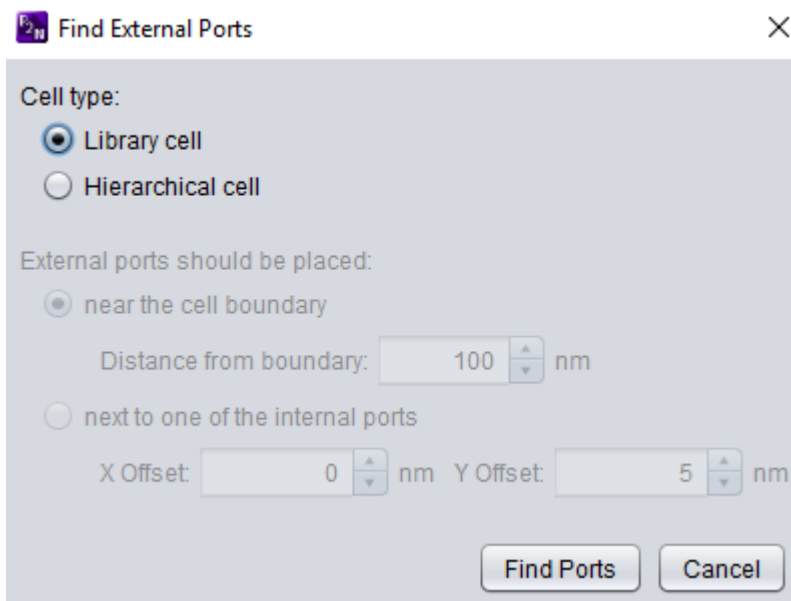 P2N Find External Ports
Cell type:
Library cell
Hierarchical cell
External ports should be placed:
near the cell boundary
Distance from boundary: 100 nm
next to one of the internal ports
X Offset: 0 nm Y Offset: 5 nm
Find Ports Cancel